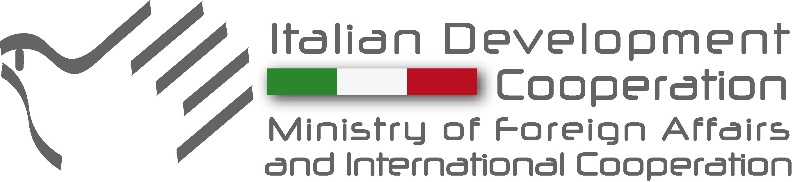 Italian Development
Cooperation
Ministry of Foreign Affairs
and International Cooperation